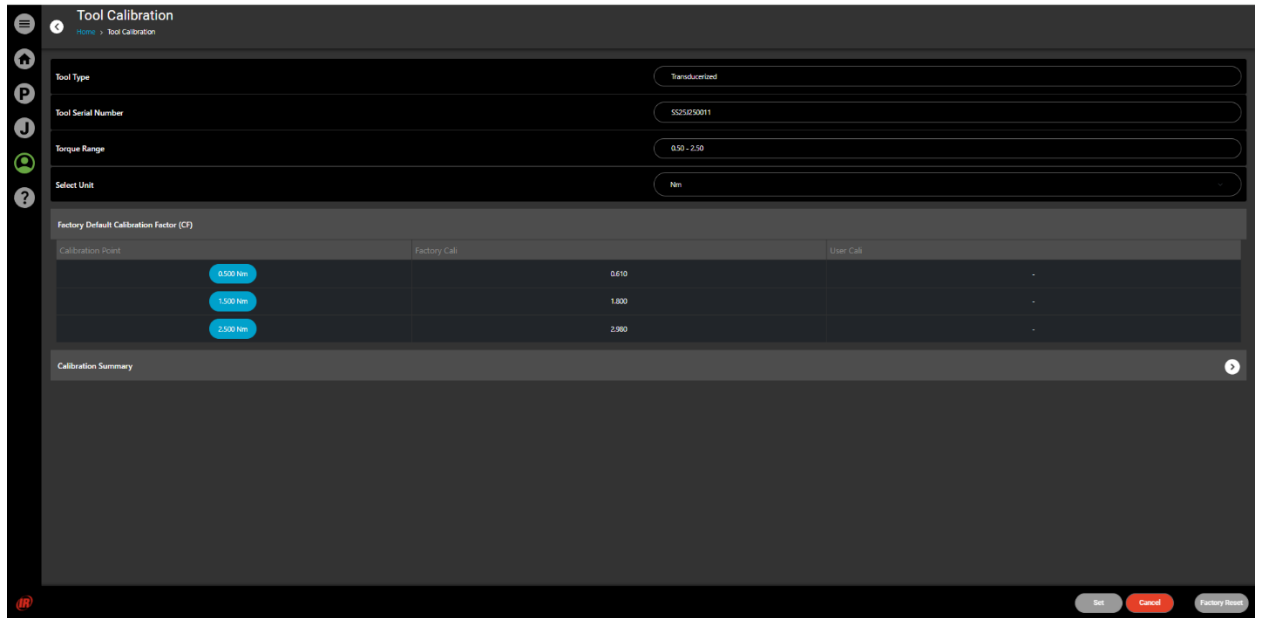 Tool Calibration
Home > Tool Calibration
P
J
?
Tool Type Transducerized
Tool Serial Number SS25J250011
Torque Range 0.50 - 2.50
Select Unit Nm
Factory Default Calibration Factor (CF)
Calibration Point Factory Cali User Cali
0.500 Nm 0.610 -
1.500 Nm 1.800 -
2.500 Nm 2.980 -
Calibration Summary
IR
Set Cancel Factory Reset